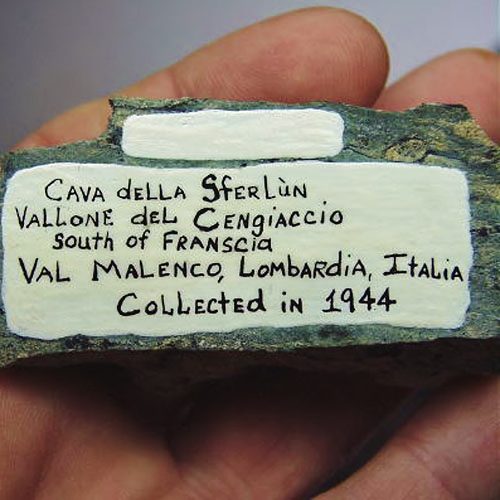 CAVA dELLA SferLùN
VALLONE dEL CENgiAccio
South of FRANSciA
VAL MALENCO, LOMBARdiA, ITALiA
COLLECTEd iN 1944